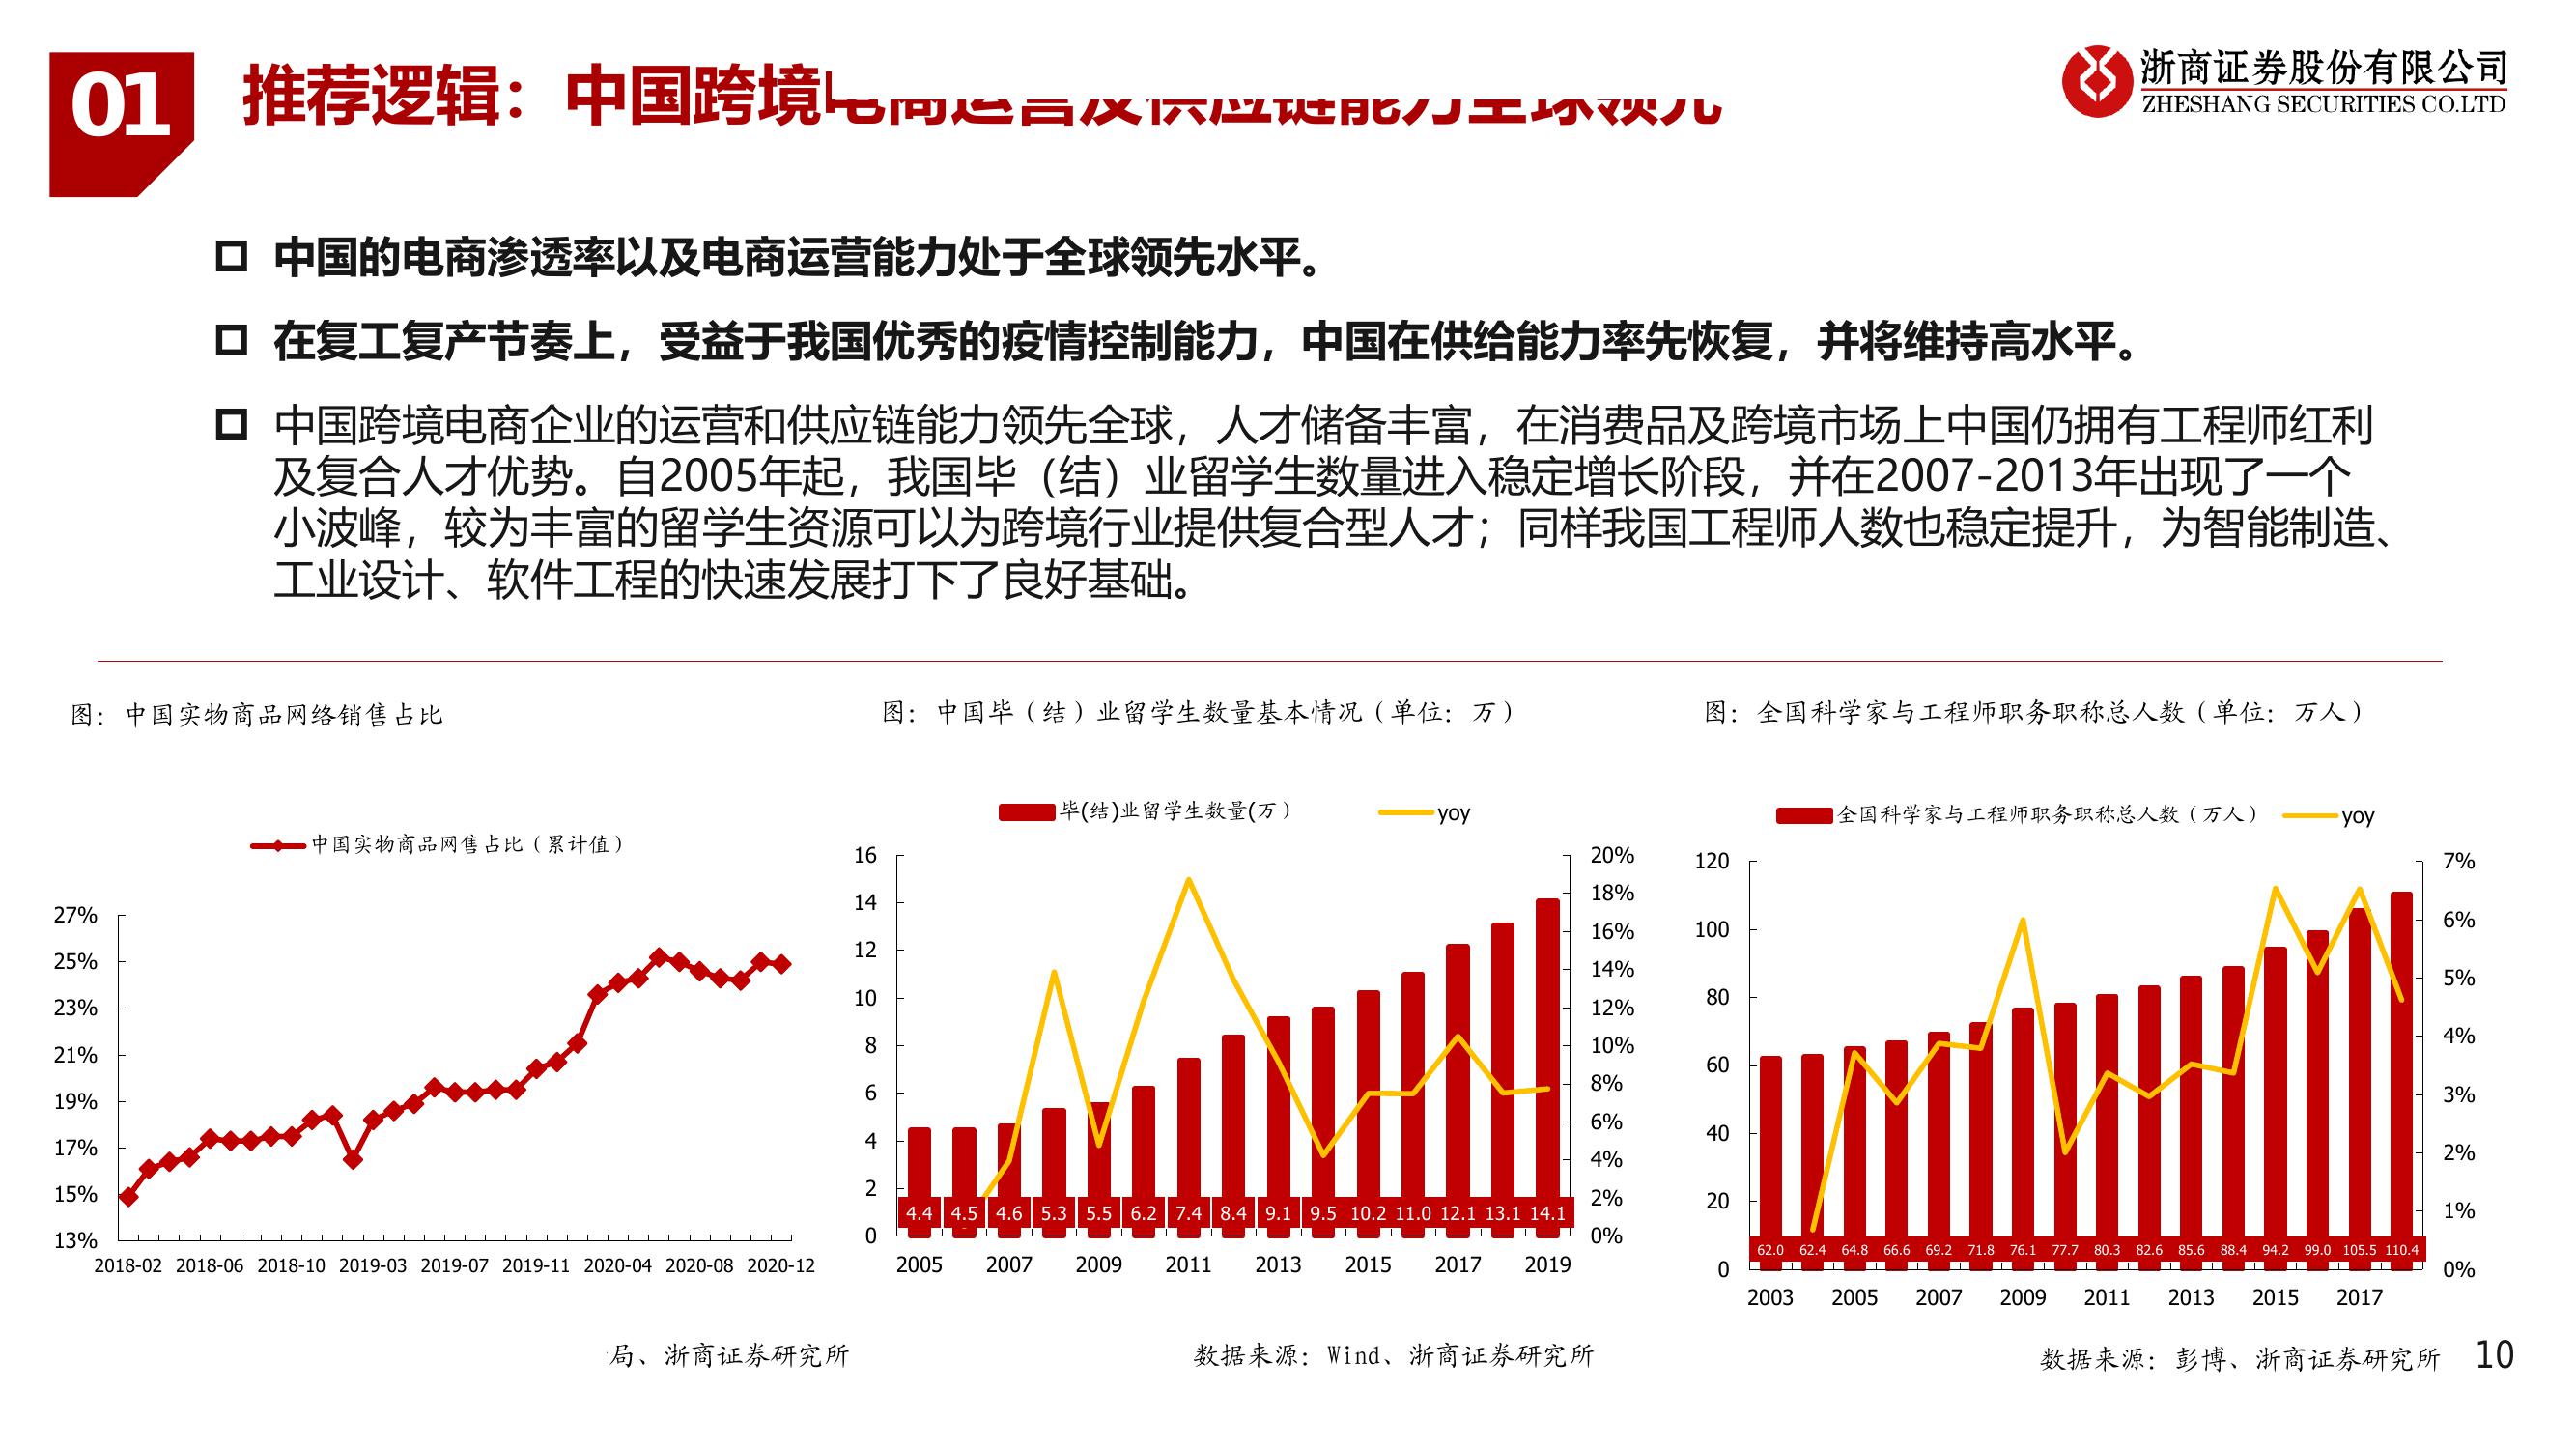 01
推荐逻辑：中国跨境电商运营及供应链能力全球领先
浙商证券股份有限公司
ZHESHANG SECURITIES CO.LTD
中国的电商渗透率以及电商运营能力处于全球领先水平。
在复工复产节奏上，受益于我国优秀的疫情控制能力，中国在供给能力率先恢复，并将维持高水平。
中国跨境电商企业的运营和供应链能力领先全球，人才储备丰富，在消费品及跨境市场上中国仍拥有工程师红利
及复合人才优势。自2005年起，我国毕（结）业留学生数量进入稳定增长阶段，并在2007-2013年出现了一个
小波峰，较为丰富的留学生资源可以为跨境行业提供复合型人才；同样我国工程师人数也稳定提升，为智能制造、
工业设计、软件工程的快速发展打下了良好基础。
图：中国实物商品网络销售占比
中国实物商品网售占比（累计值）
27%
25%
23%
21%
19%
17%
15%
13%
2018-02 2018-06 2018-10 2019-03 2019-07 2019-11 2020-04 2020-08 2020-12
局、浙商证券研究所
图：中国毕（结）业留学生数量基本情况（单位：万）
毕(结)业留学生数量(万） yoy
16
14
12
10
8
6
4
2
0
20%
18%
16%
14%
12%
10%
8%
6%
4%
2%
0%
4.4 4.5 4.6 5.3 5.5 6.2 7.4 8.4 9.1 9.5 10.2 11.0 12.1 13.1 14.1
2005 2007 2009 2011 2013 2015 2017 2019
数据来源：Wind、浙商证券研究所
图：全国科学家与工程师职务职称总人数（单位：万人）
全国科学家与工程师职务职称总人数（万人） yoy
120
100
80
60
40
20
0
7%
6%
5%
4%
3%
2%
1%
0%
62.0 62.4 64.8 66.6 69.2 71.8 76.1 77.7 80.3 82.6 85.6 88.4 94.2 99.0 105.5 110.4
2003 2005 2007 2009 2011 2013 2015 2017
数据来源：彭博、浙商证券研究所
10